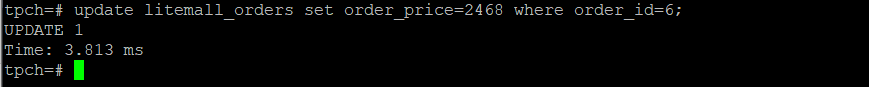 tpch=# update litemall_orders set order_price=2468 where order_id=6;
UPDATE 1
Time: 3.813 ms
tpch=#